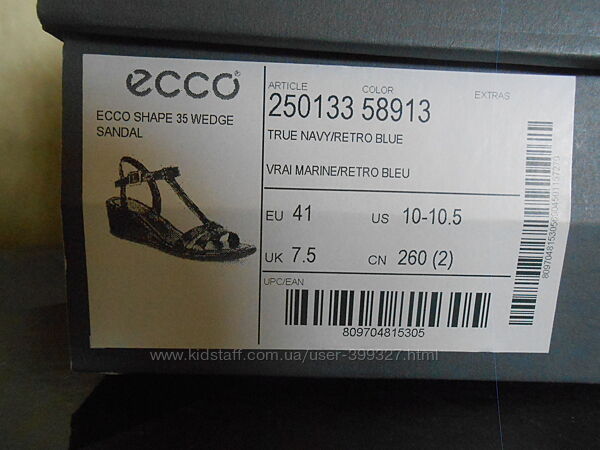 ecco®
ECCO SHAPE 35 WEDGE
SANDAL
ARTICLE COLOR EXTRAS
250133 58913
TRUE NAVY/RETRO BLUE
VRAI MARINE/RETRO BLEU
EU 41 US 10-10.5
UK 7.5 CN 260 (2)
UPC/EAN
809704815305
www.kidstaff.com.ua/user-399327.html